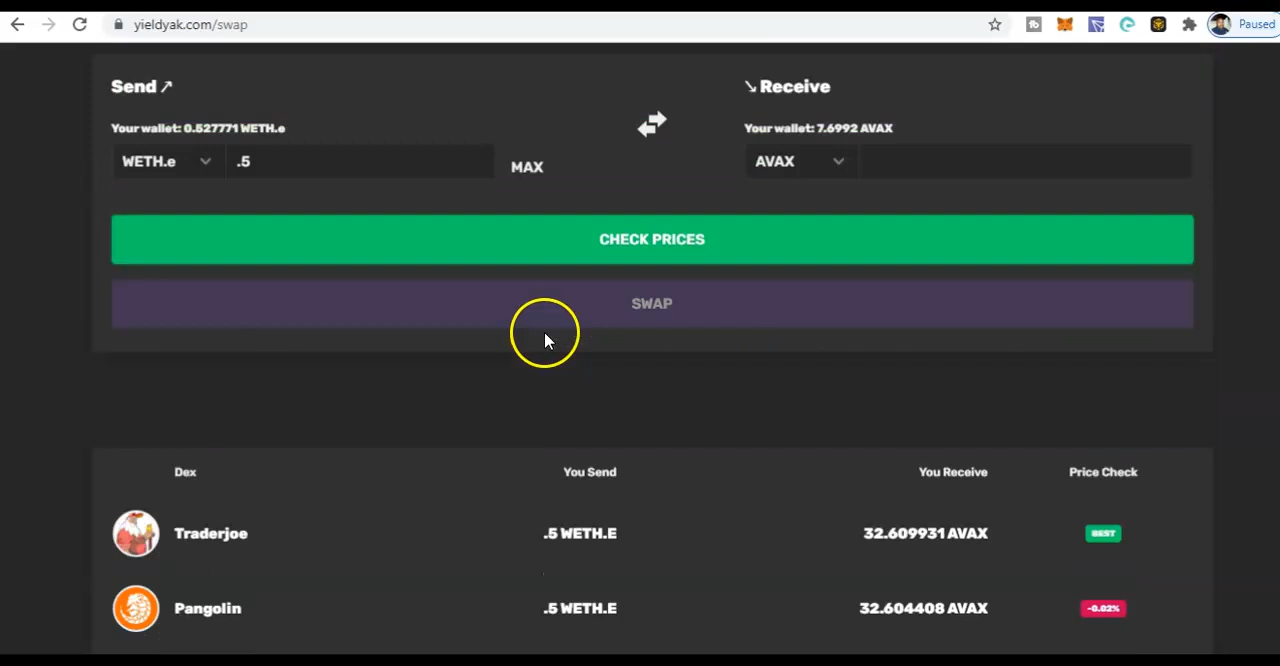 yieldyak.com/swap
Paused
Send ↗
↘ Receive
Your wallet: 0.527771 WETH.e
Your wallet: 7.6992 AVAX
WETH.e .5 MAX
AVAX
CHECK PRICES
SWAP
Dex You Send You Receive Price Check
Traderjoe .5 WETH.E 32.609931 AVAX BEST
Pangolin .5 WETH.E 32.604408 AVAX -0.02%